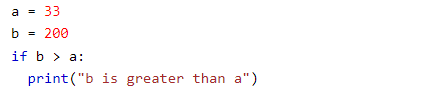 a = 33
b = 200
if b > a:
  print("b is greater than a")